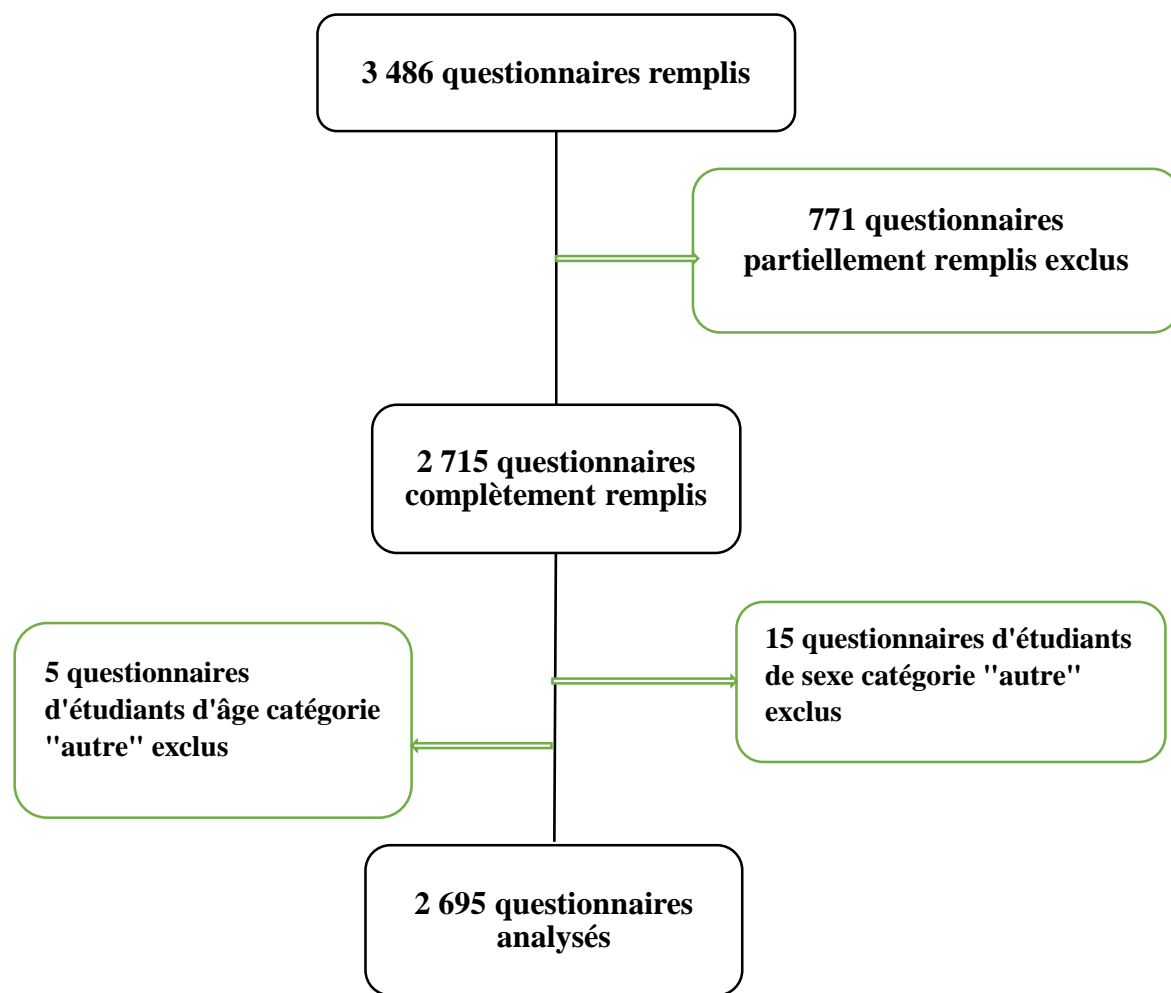 3 486 questionnaires remplis
771 questionnaires
partiellement remplis exclus
2 715 questionnaires
complètement remplis
5 questionnaires
d'étudiants d'âge catégorie
"autre" exclus
15 questionnaires d'étudiants
de sexe catégorie "autre"
exclus
2 695 questionnaires
analysés